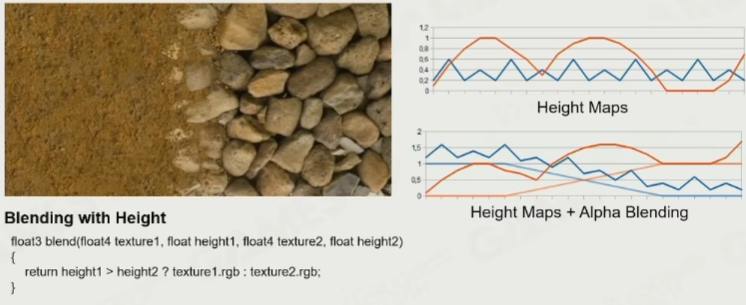 1,2
1
0,8
0,6
0,4
0,2
0
Height Maps
2
1,5
1
0,5
0
Height Maps + Alpha Blending
Blending with Height
float3 blend(float4 texture1, float height1, float4 texture2, float height2)
{
return height1 > height2 ? texture1.rgb : texture2.rgb;
}